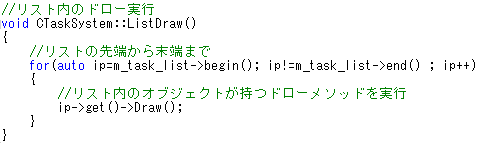 //リスト内のドロー実行
void CTaskSystem::ListDraw()
{
//リストの先端から末端まで
for(auto ip=m_task_list->begin(); ip!=m_task_list->end() ; ip++)
{
//リスト内のオブジェクトが持つドローメソッドを実行
ip->get()->Draw();
}
}